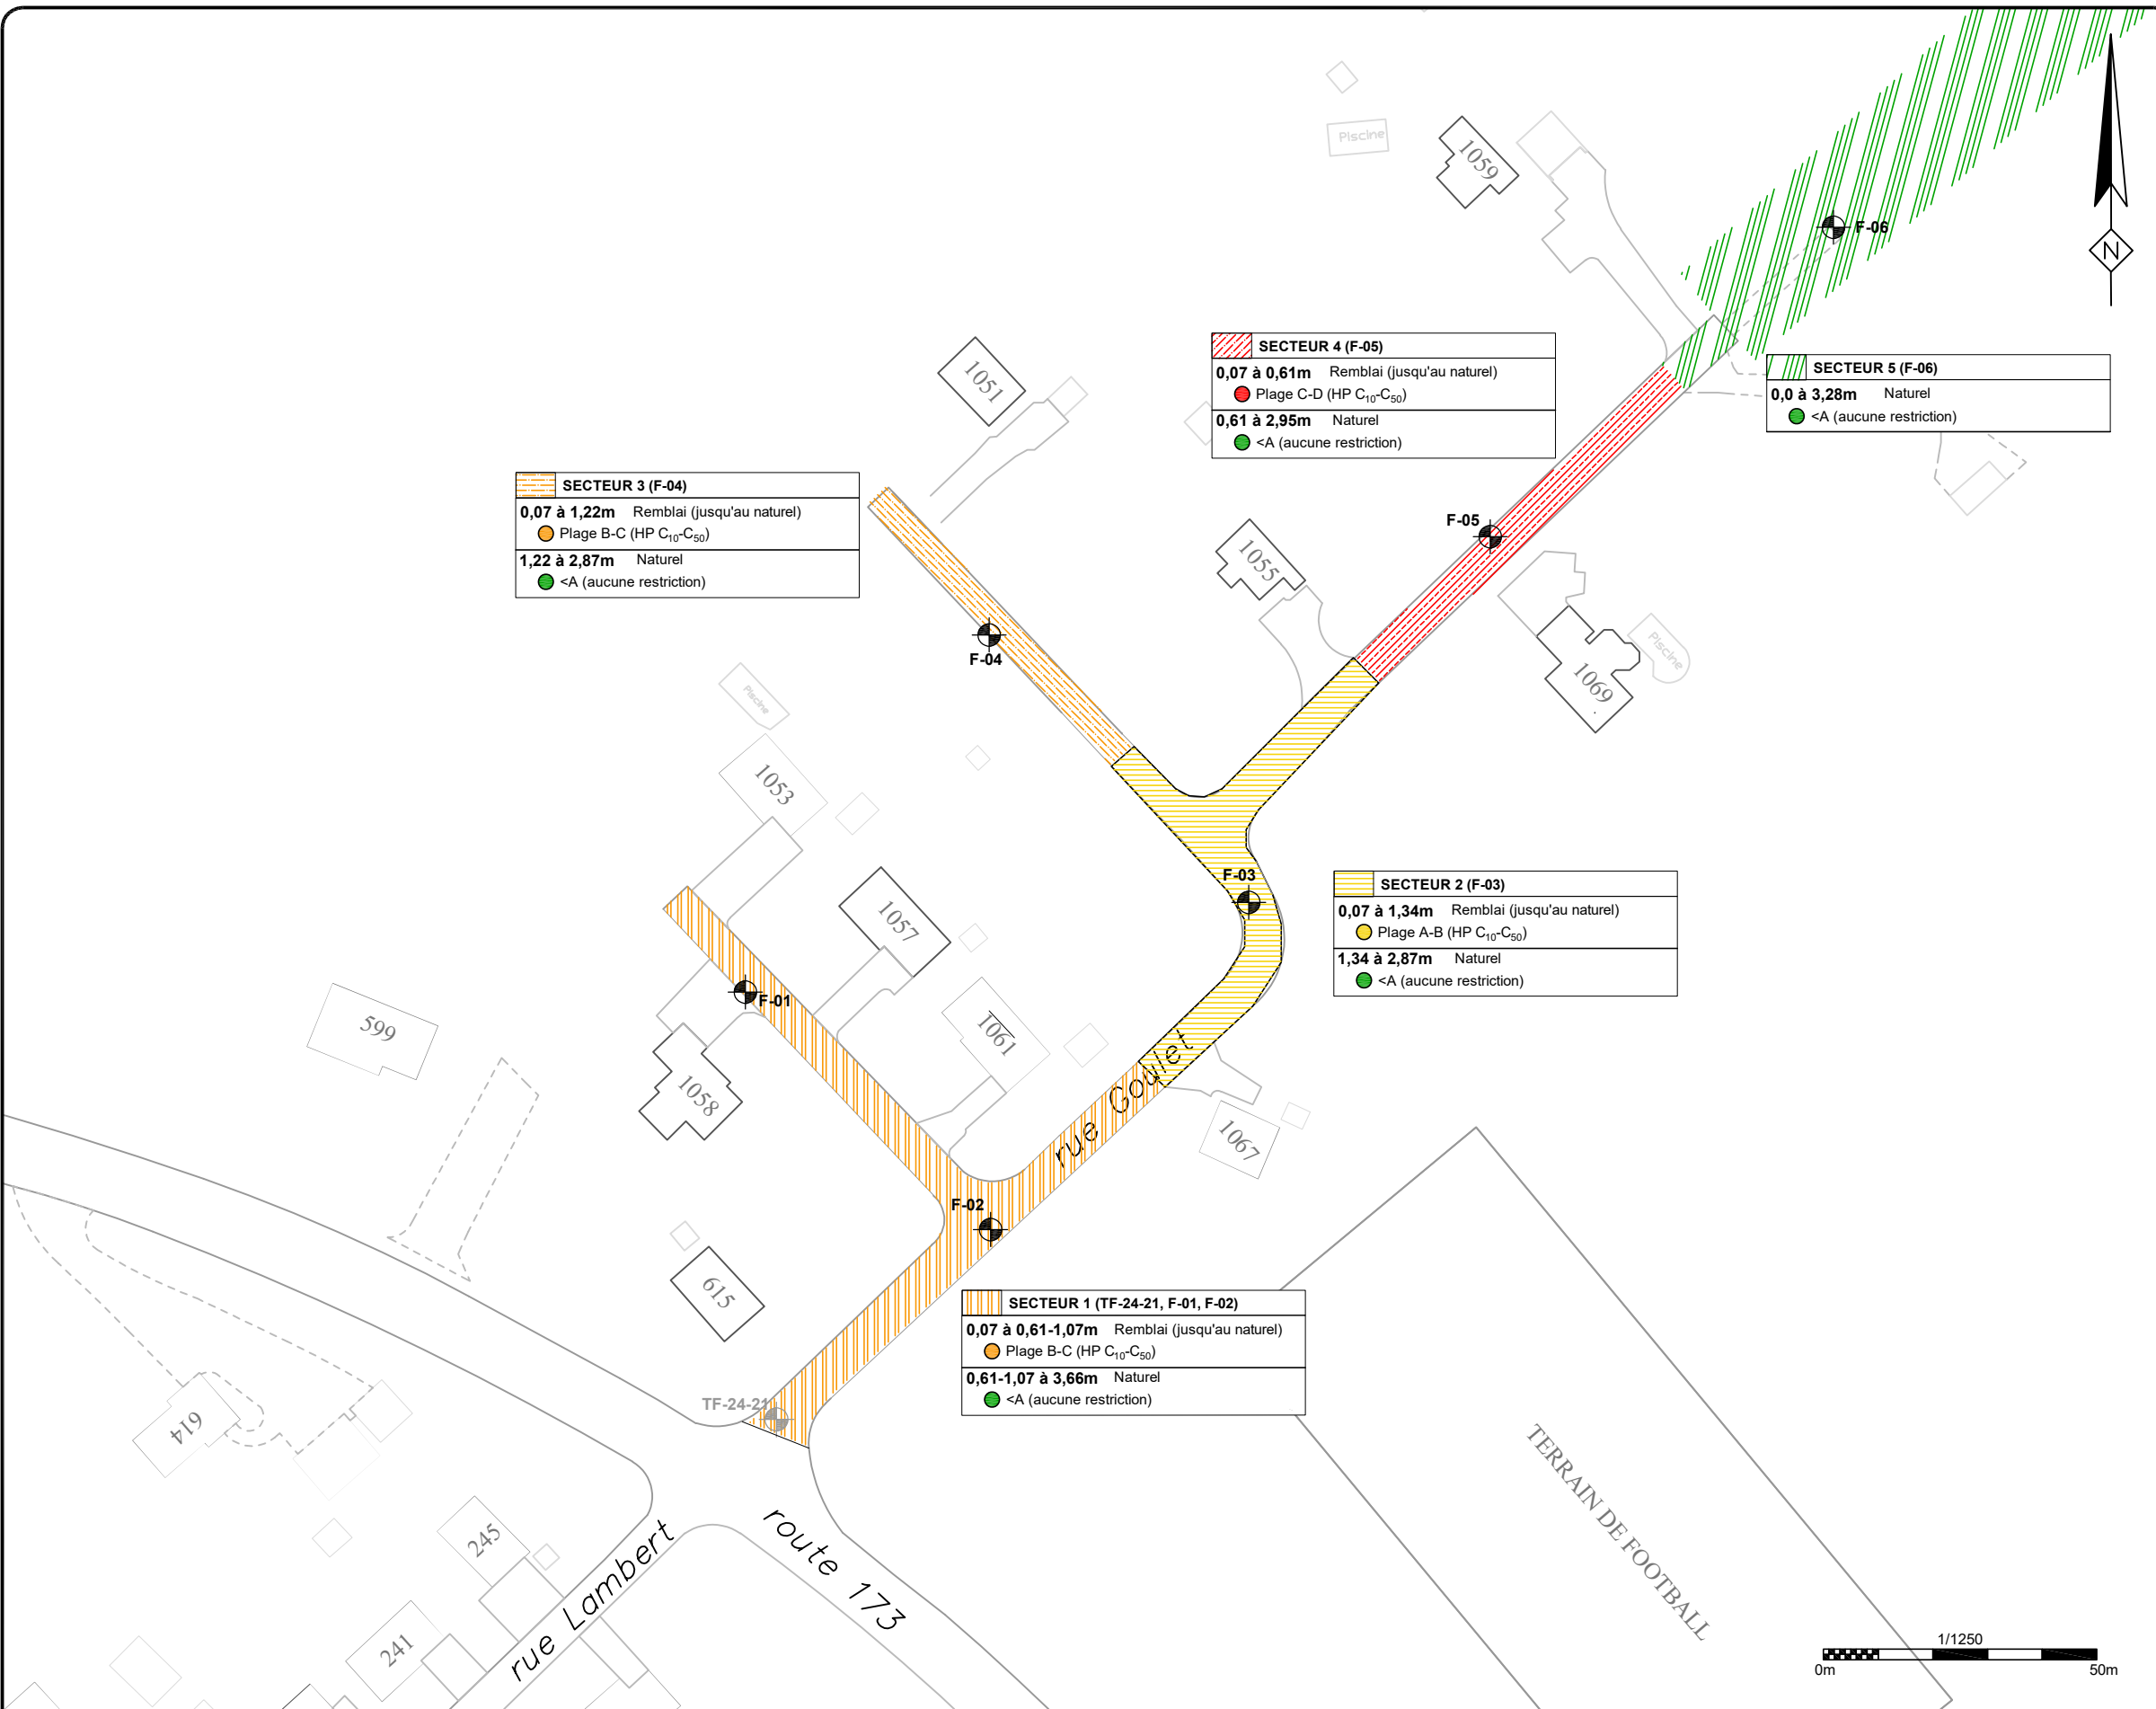 Piscine
1059
F-06
N
SECTEUR 4 (F-05)
0,07 à 0,61m Remblai (jusqu'au naturel)
Plage C-D (HP C10-C50)
0,61 à 2,95m Naturel
<A (aucune restriction)
SECTEUR 5 (F-06)
0,0 à 3,28m Naturel
<A (aucune restriction)
1051
SECTEUR 3 (F-04)
0,07 à 1,22m Remblai (jusqu'au naturel)
Plage B-C (HP C10-C50)
1,22 à 2,87m Naturel
<A (aucune restriction)
F-05
1055
F-04
Piscine
1069
Piscine
1053
F-03
SECTEUR 2 (F-03)
0,07 à 1,34m Remblai (jusqu'au naturel)
Plage A-B (HP C10-C50)
1,34 à 2,87m Naturel
<A (aucune restriction)
1057
F-01
599
1061
1058
rue Goulet
1067
F-02
615
SECTEUR 1 (TF-24-21, F-01, F-02)
0,07 à 0,61-1,07m Remblai (jusqu'au naturel)
Plage B-C (HP C10-C50)
0,61-1,07 à 3,66m Naturel
<A (aucune restriction)
TF-24-21
614
TERRAIN DE FOOTBALL
245
route 173
rue Lambert
241
1/1250
0m 50m